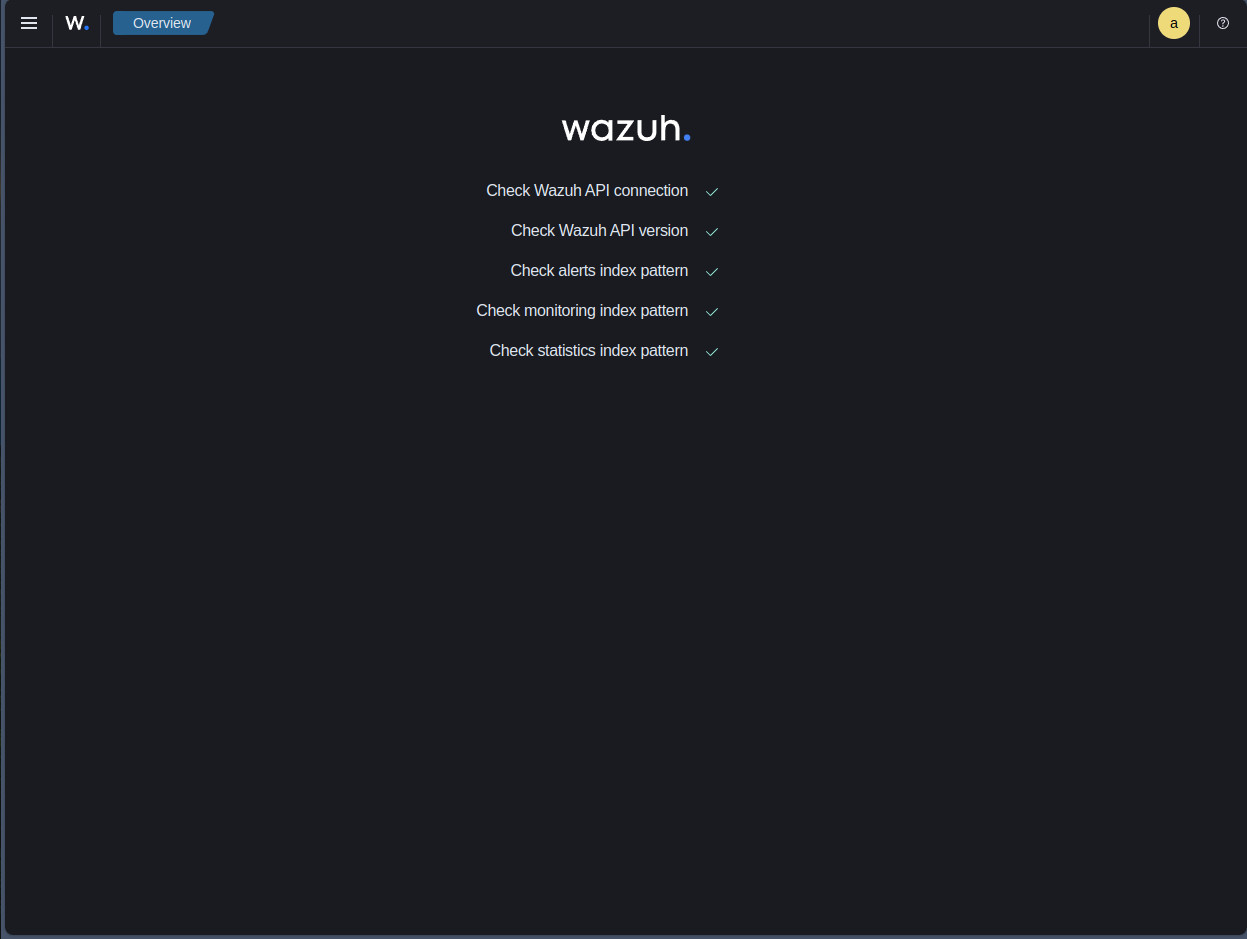 W.
Overview
a
wazuh.
Check Wazuh API connection
Check Wazuh API version
Check alerts index pattern
Check monitoring index pattern
Check statistics index pattern